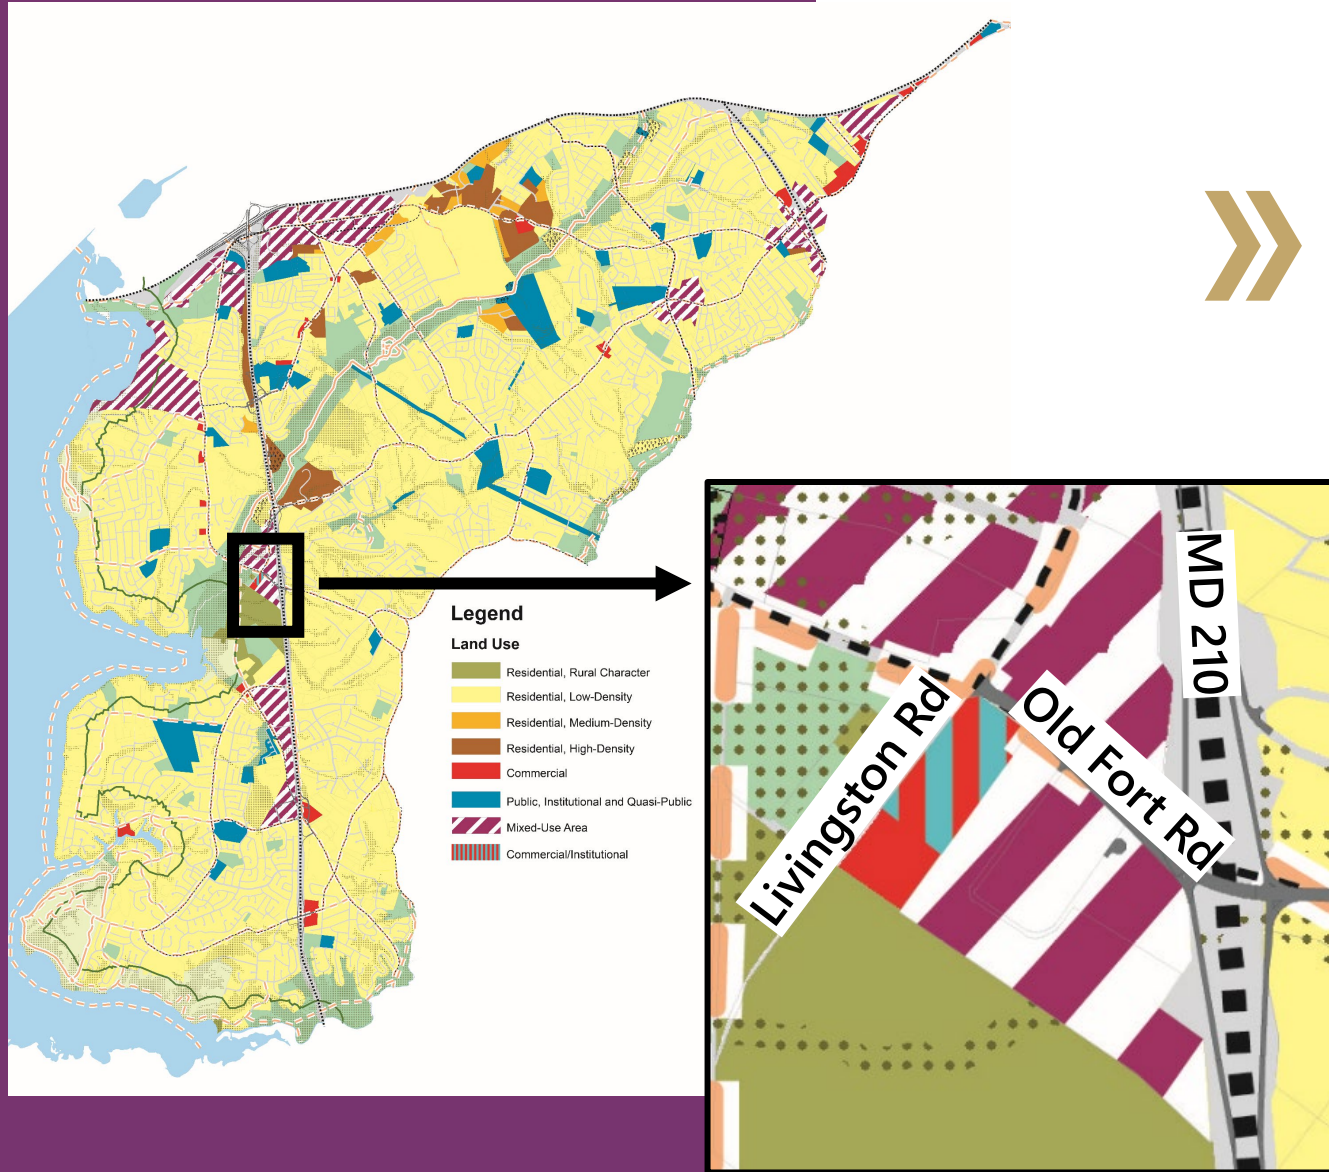 Legend
Land Use
Residential, Rural Character
Residential, Low-Density
Residential, Medium-Density
Residential, High-Density
Commercial
Public, Institutional and Quasi-Public
Mixed-Use Area
Commercial/Institutional
MD 210
Livingston Rd
Old Fort Rd